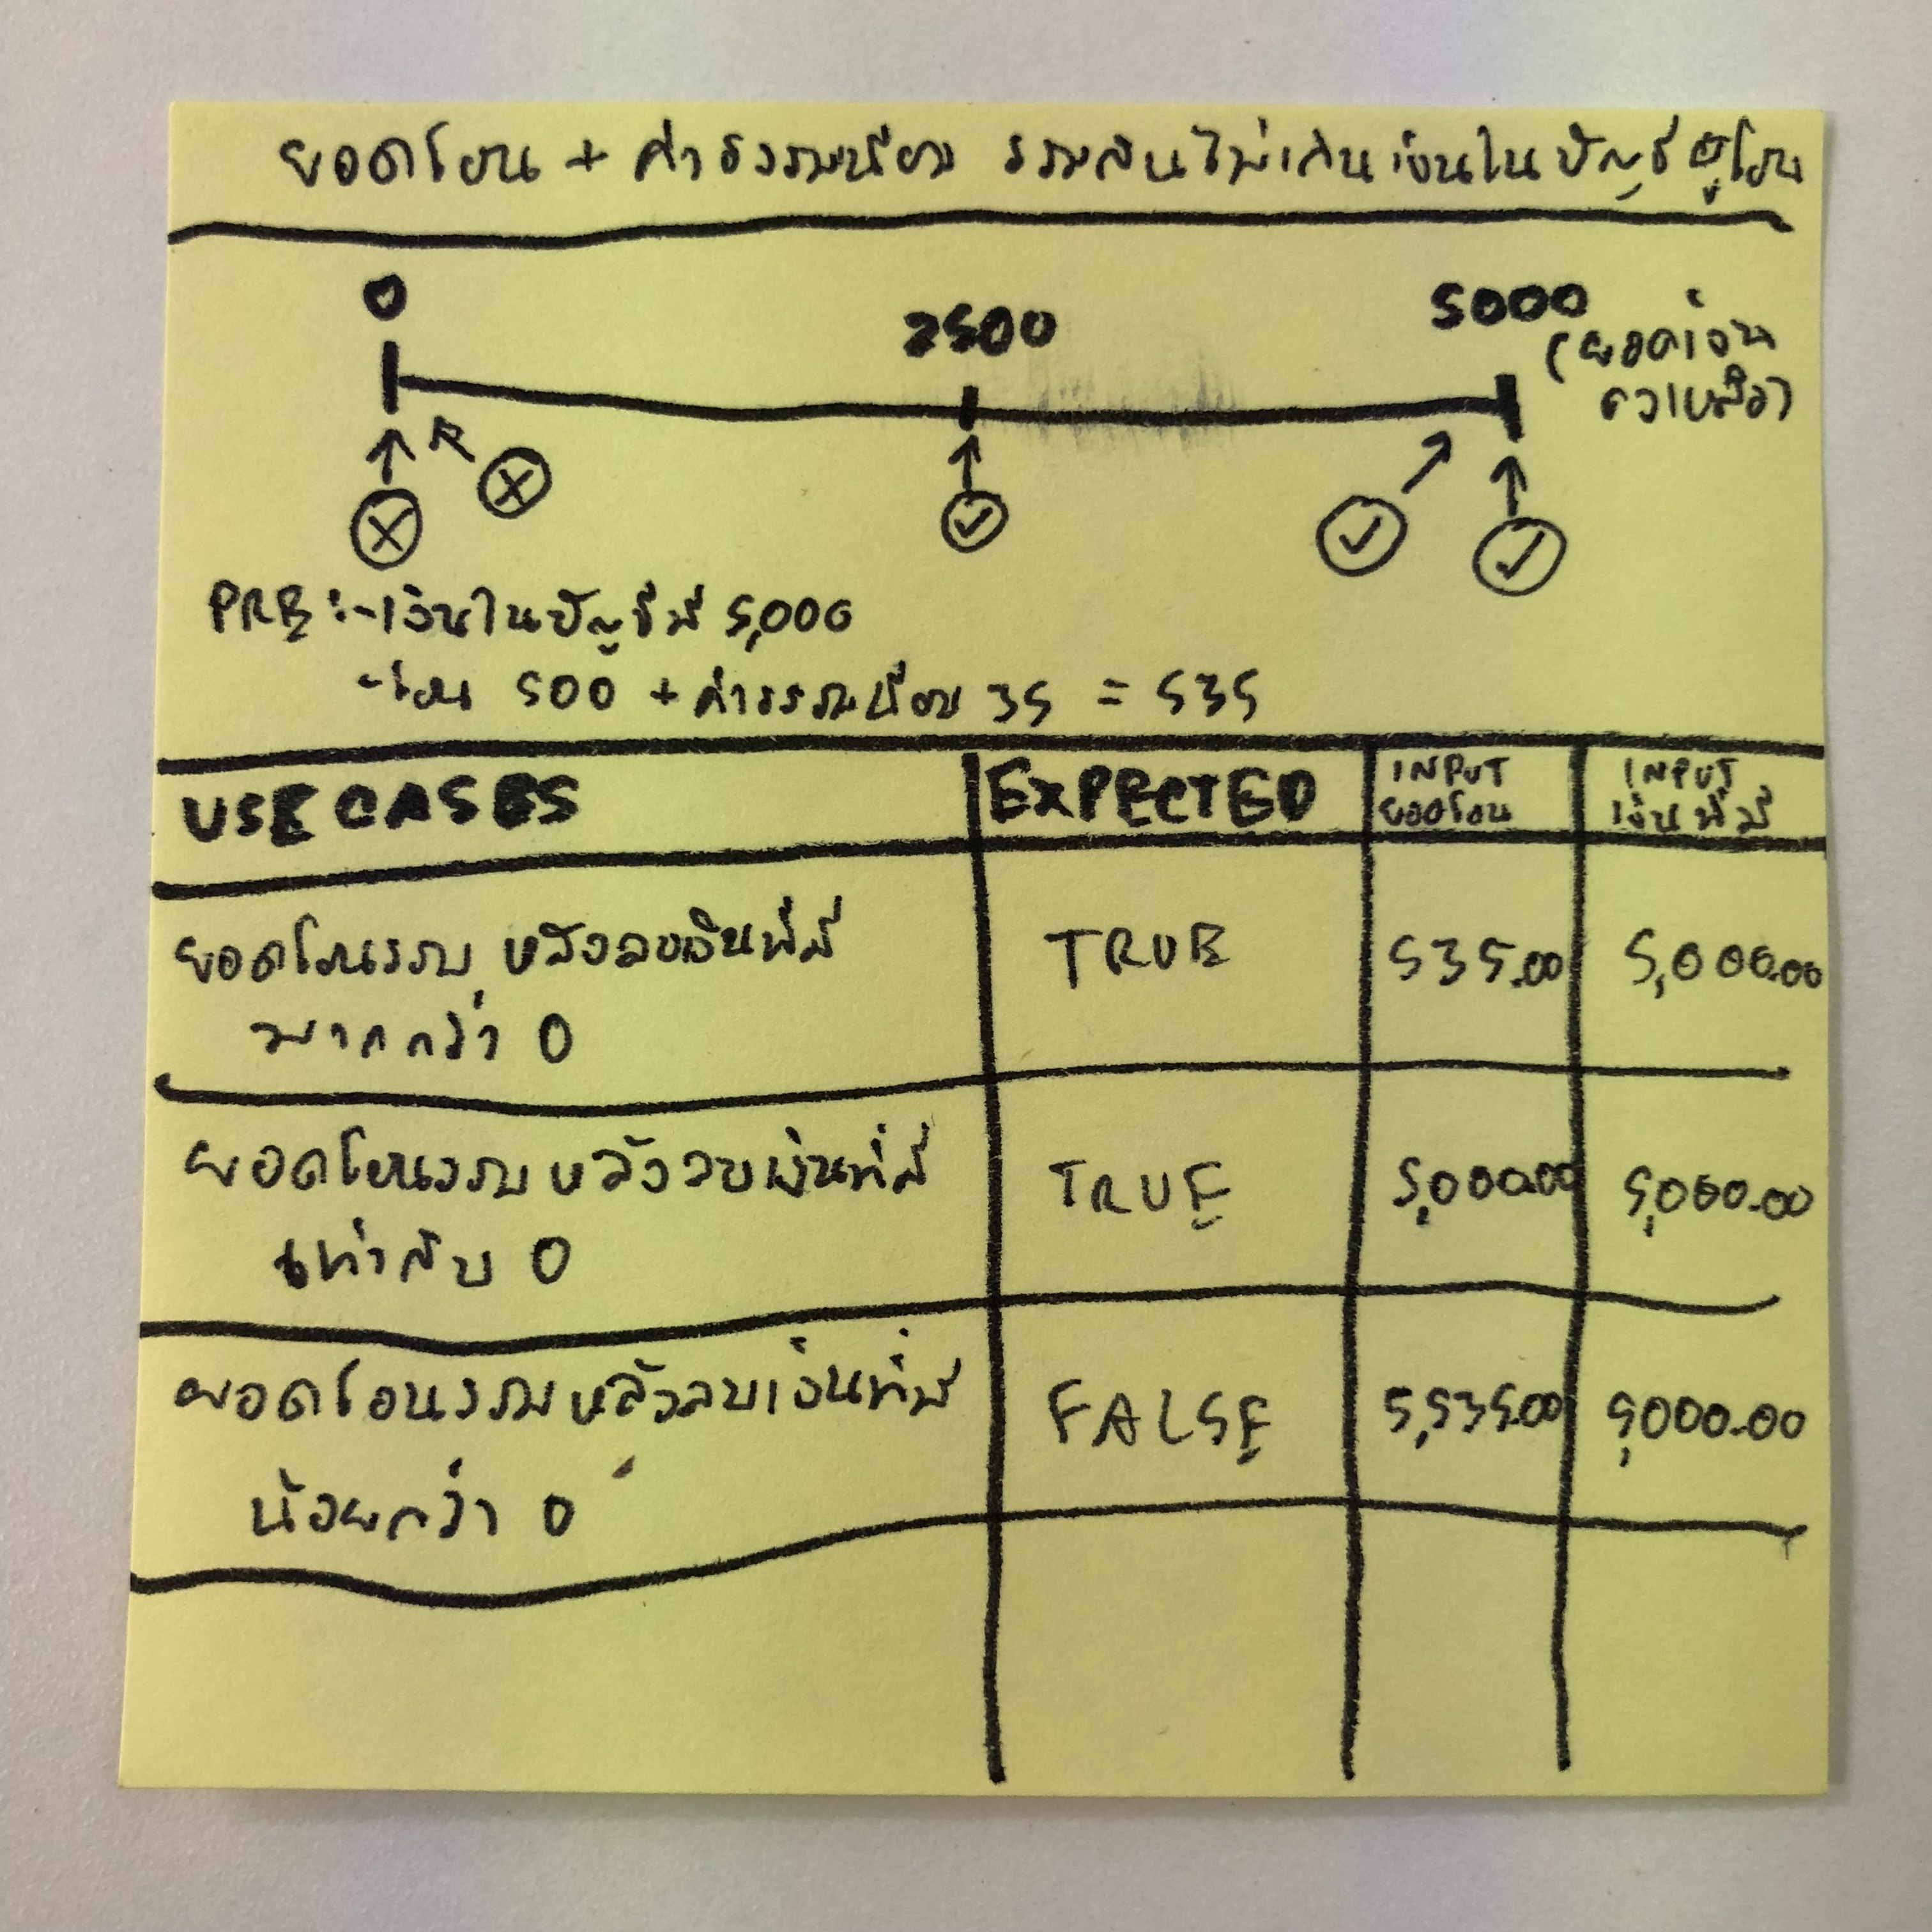 ยอดโอน + ค่าธรรมเนียม รวมกันไม่เกินเงินในบัญชีผู้โอน
0
2500
5000
(ยอดเงิน
คงเหลือ)
PRE :- เงินในบัญชีมี 5,000
- โอน 500 + ค่าธรรมเนียม 35 = 535
USE CASES EXPECTED INPUT ยอดโอน INPUT เงินที่มี
ยอดโอนรวม หลังลบเงินที่มี TRUE 535.00 5,000.00
มากกว่า 0
ยอดโอนรวมหลังลบเงินที่มี TRUE 5,000.00 5,000.00
เท่ากับ 0
ยอดโอนรวมหลังลบเงินที่มี FALSE 5,535.00 5,000.00
น้อยกว่า 0